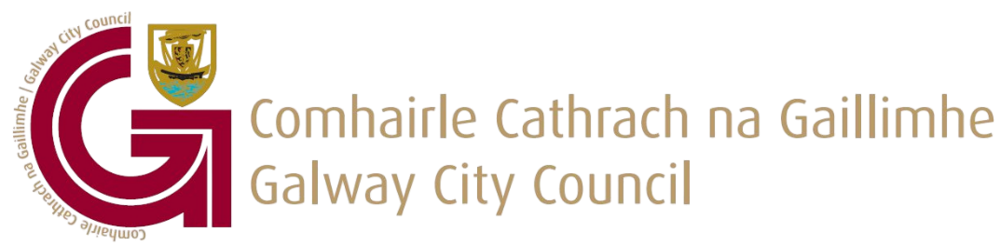 Comhairle Cathrach na Gaillimhe | Galway City Council
Comhairle Cathrach na Gaillimhe
Galway City Council